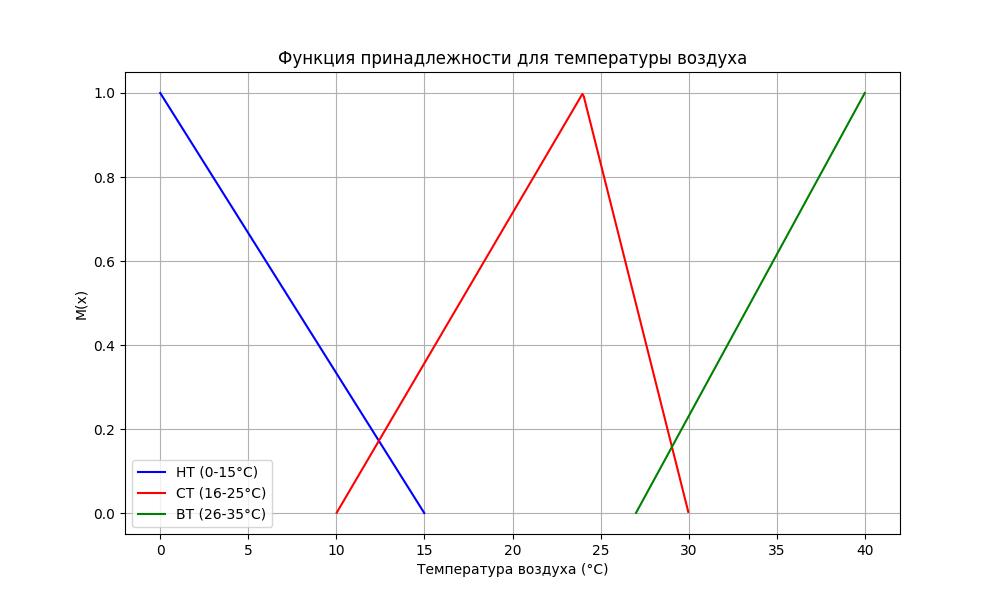 Функция принадлежности для температуры воздуха
M(x)
1.0
0.8
0.6
0.4
0.2
0.0
НТ (0-15°C)
СТ (16-25°C)
ВТ (26-35°C)
0 5 10 15 20 25 30 35 40
Температура воздуха (°C)